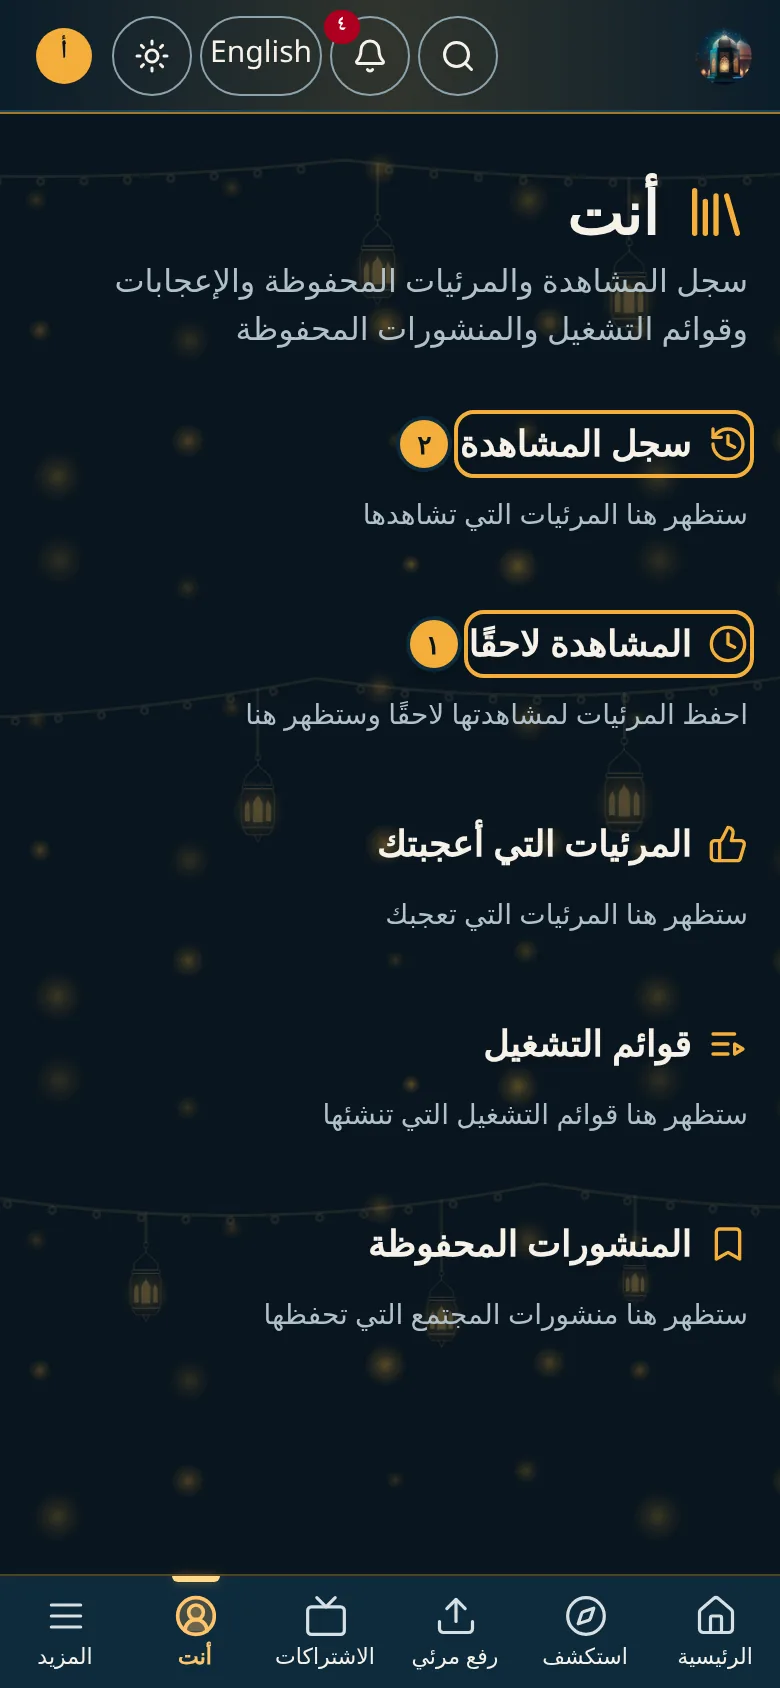 ٤
English
أ
أنت
سجل المشاهدة والمرئيات المحفوظة والإعجابات
وقوائم التشغيل والمنشورات المحفوظة
سجل المشاهدة ٢
ستظهر هنا المرئيات التي تشاهدها
المشاهدة لاحقًا ١
احفظ المرئيات لمشاهدتها لاحقًا وستظهر هنا
المرئيات التي أعجبتك
ستظهر هنا المرئيات التي تعجبك
قوائم التشغيل
ستظهر هنا قوائم التشغيل التي تنشئها
المنشورات المحفوظة
ستظهر هنا منشورات المجتمع التي تحفظها
الرئيسية استكشف رفع مرئي الاشتراكات أنت المزيد